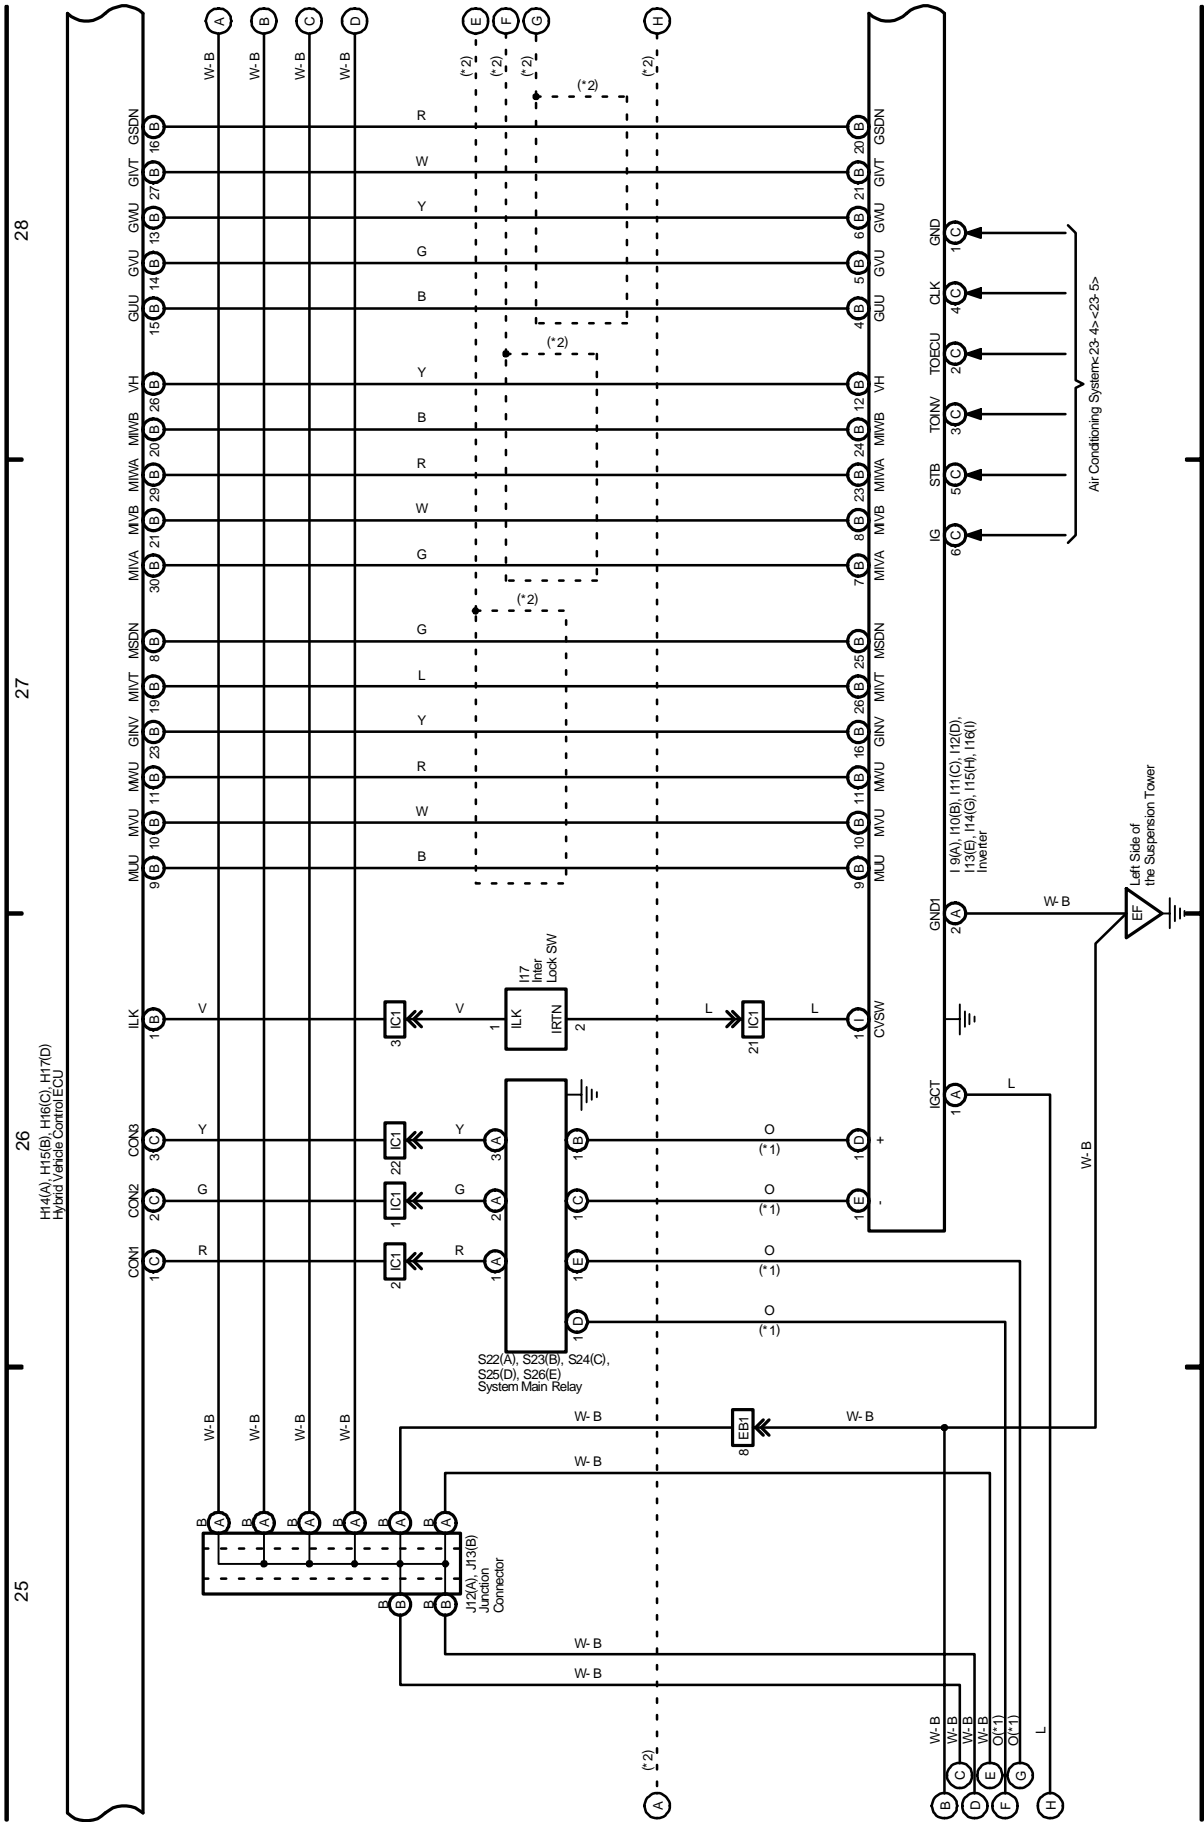 25
26
27
28
H14(A), H15(B), H16(C), H17(D)
Hybrid Vehicle Control ECU
CON1 CON2 CON3 ILK MUU MVU MWU GINV MIVT MSDN MIVA MIVB MIWA MIWB VH GUU GVU GWU GIVT GSDN
1 C 2 C 3 C 1 B 9 B 10 B 11 B 23 B 19 B 8 B 30 B 21 B 29 B 20 B 26 B 15 B 14 B 13 B 27 B 16 B
R G Y V
W-B A
W-B B
W-B C
W-B D
W-B
W-B
W-B
W-B
B A
B A
B A
B A
B A
B A
B B
B B
J12(A), J13(B)
Junction
Connector
2 IC1
1 IC1
22 IC1
3 IC1
R G Y V
1 A 2 A 3 A
1 D 1 E 1 C 1 B
S22(A), S23(B), S24(C),
S25(D), S26(E)
System Main Relay
I17
Inter
Lock SW
1 ILK
2 IRTN
L
21 IC1
L
B W R Y L G
G W R B Y
B G Y W R
(*2) E
(*2) F
(*2) G
(*2) H
(*2)
(*2)
(*2)
A (*2)
O
(*1)
O
(*1)
O
(*1)
O
(*1)
W-B
8 EB1
W-B
W-B
W-B
W-B
1 E 1 D 1 I 9 B 10 B 11 B 16 B 26 B 25 B 7 B 8 B 23 B 24 B 12 B 4 B 5 B 6 B 21 B 20 B
- + CVSW MUU MVU MWU GINV MIVT MSDN MIVA MIVB MIWA MIWB VH GUU GVU GWU GIVT GSDN
IGCT GND1 IG STB TOINV TOECU CLK GND
1 A 2 A 6 C 5 C 3 C 2 C 4 C 1 C
I 9(A), I10(B), I11(C), I12(D),
I13(E), I14(G), I15(H), I16(I)
Inverter
Air Conditioning System<23-4><23-5>
L
W-B
W-B
EF
Left Side of
the Suspension Tower
B W-B
C W-B
D W-B
E W-B
F O(*1)
G O(*1)
H L